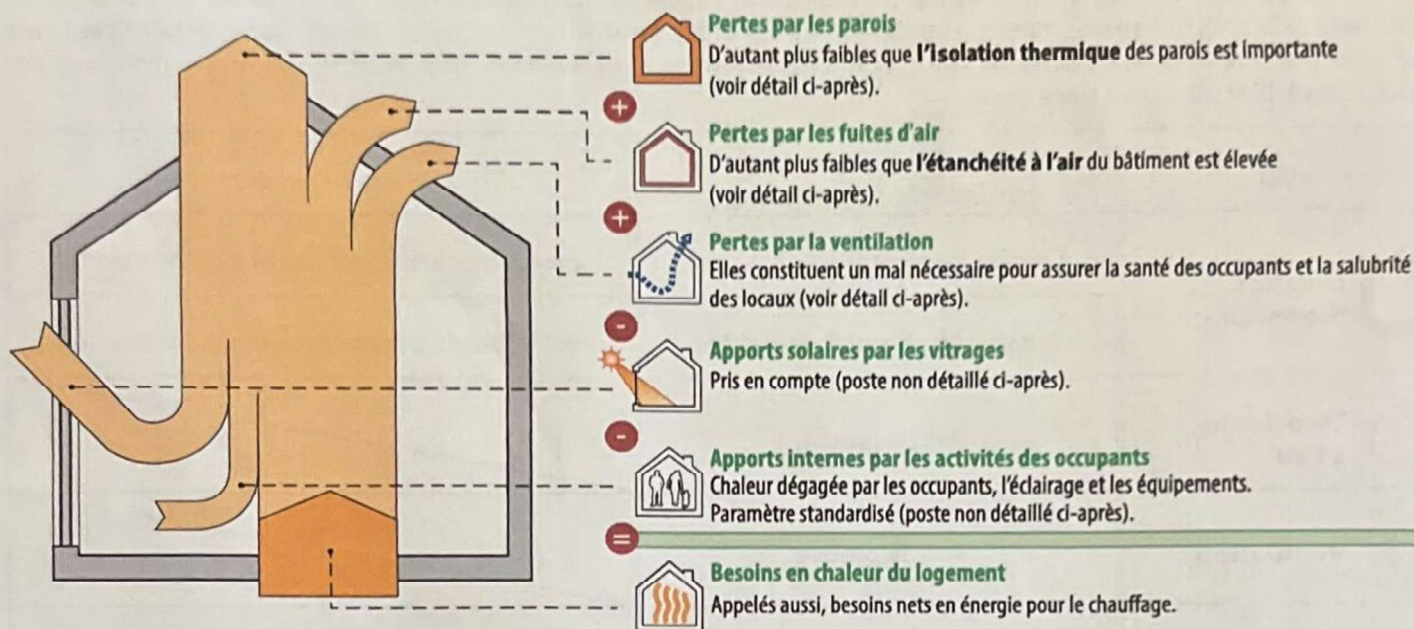 Pertes par les parois
D'autant plus faibles que l'Isolation thermique des parois est importante
(voir détail ci-après).
+
Pertes par les fuites d'air
D'autant plus faibles que l'étanchéité à l'air du bâtiment est élevée
(voir détail ci-après).
+
Pertes par la ventilation
Elles constituent un mal nécessaire pour assurer la santé des occupants et la salubrité
des locaux (voir détail ci-après).
-
Apports solaires par les vitrages
Pris en compte (poste non détaillé ci-après).
-
Apports internes par les activités des occupants
Chaleur dégagée par les occupants, l'éclairage et les équipements.
Paramètre standardisé (poste non détaillé ci-après).
=
Besoins en chaleur du logement
Appelés aussi, besoins nets en énergie pour le chauffage.